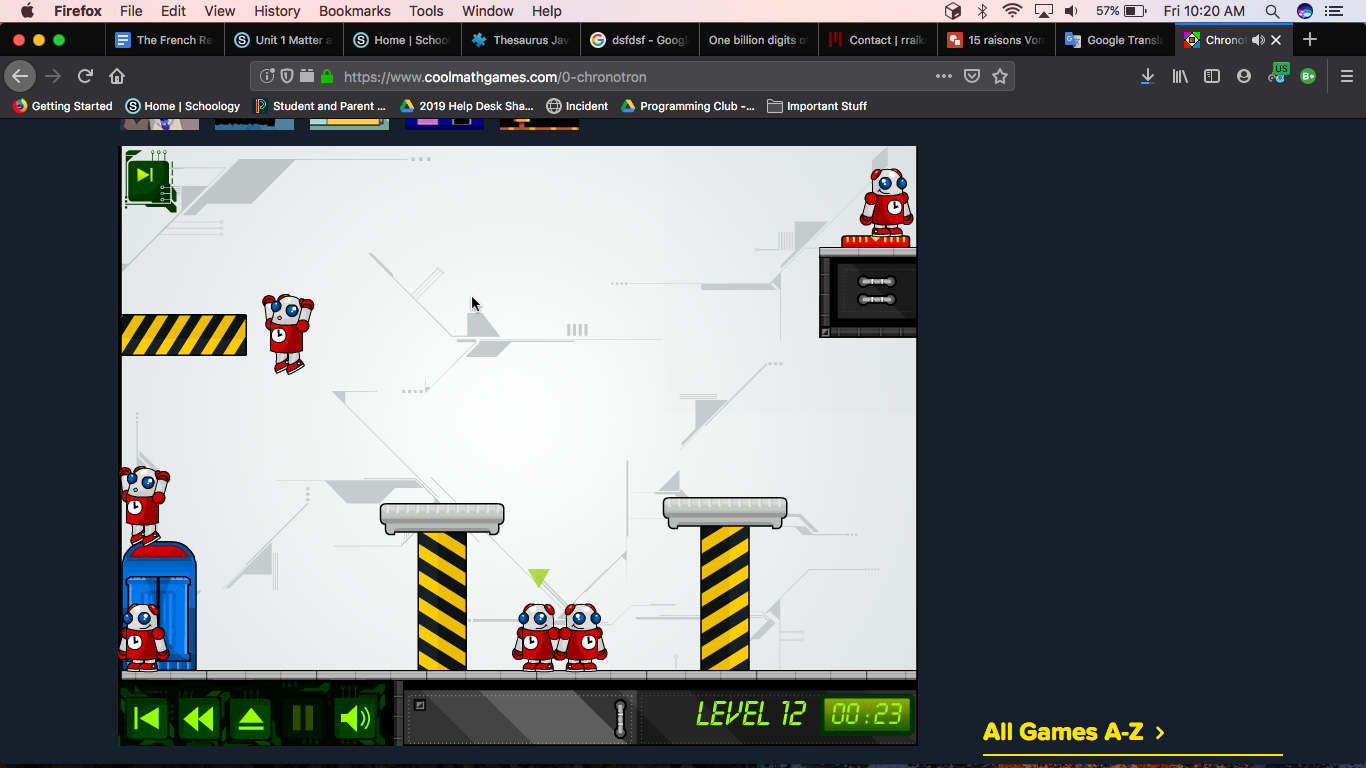 Firefox File Edit View History Bookmarks Tools Window Help 57% Fri 10:20 AM
The French Re
Unit 1 Matter a
Home | School
Thesaurus Jav
dsfdsf - Googl
One billion digits o
Contact | rraik
15 raisons Vor
Google Transla
Chronot
https://www.coolmathgames.com/0-chronotron
US
B+
Getting Started Home | Schoology Student and Parent ... 2019 Help Desk Sha... Incident Programming Club -... Important Stuff
LEVEL 12 00:23
All Games A-Z >